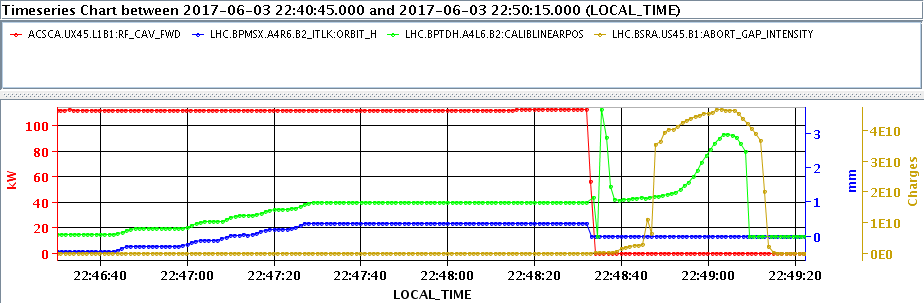 Timeseries Chart between 2017-06-03 22:40:45.000 and 2017-06-03 22:50:15.000 (LOCAL_TIME)
ACSCA.UX45.L1B1:RF_CAV_FWD LHC.BPMSX.A4R6.B2_ITLK:ORBIT_H LHC.BPTDH.A4L6.B2:CALIBLINEARPOS LHC.BSRA.US45.B1:ABORT_GAP_INTENSITY
100
80
60
40
20
0
kW
3
2
1
0
mm
4E10
3E10
2E10
1E10
0E0
Charges
22:46:40 22:47:00 22:47:20 22:47:40 22:48:00 22:48:20 22:48:40 22:49:00 22:49:20
LOCAL_TIME